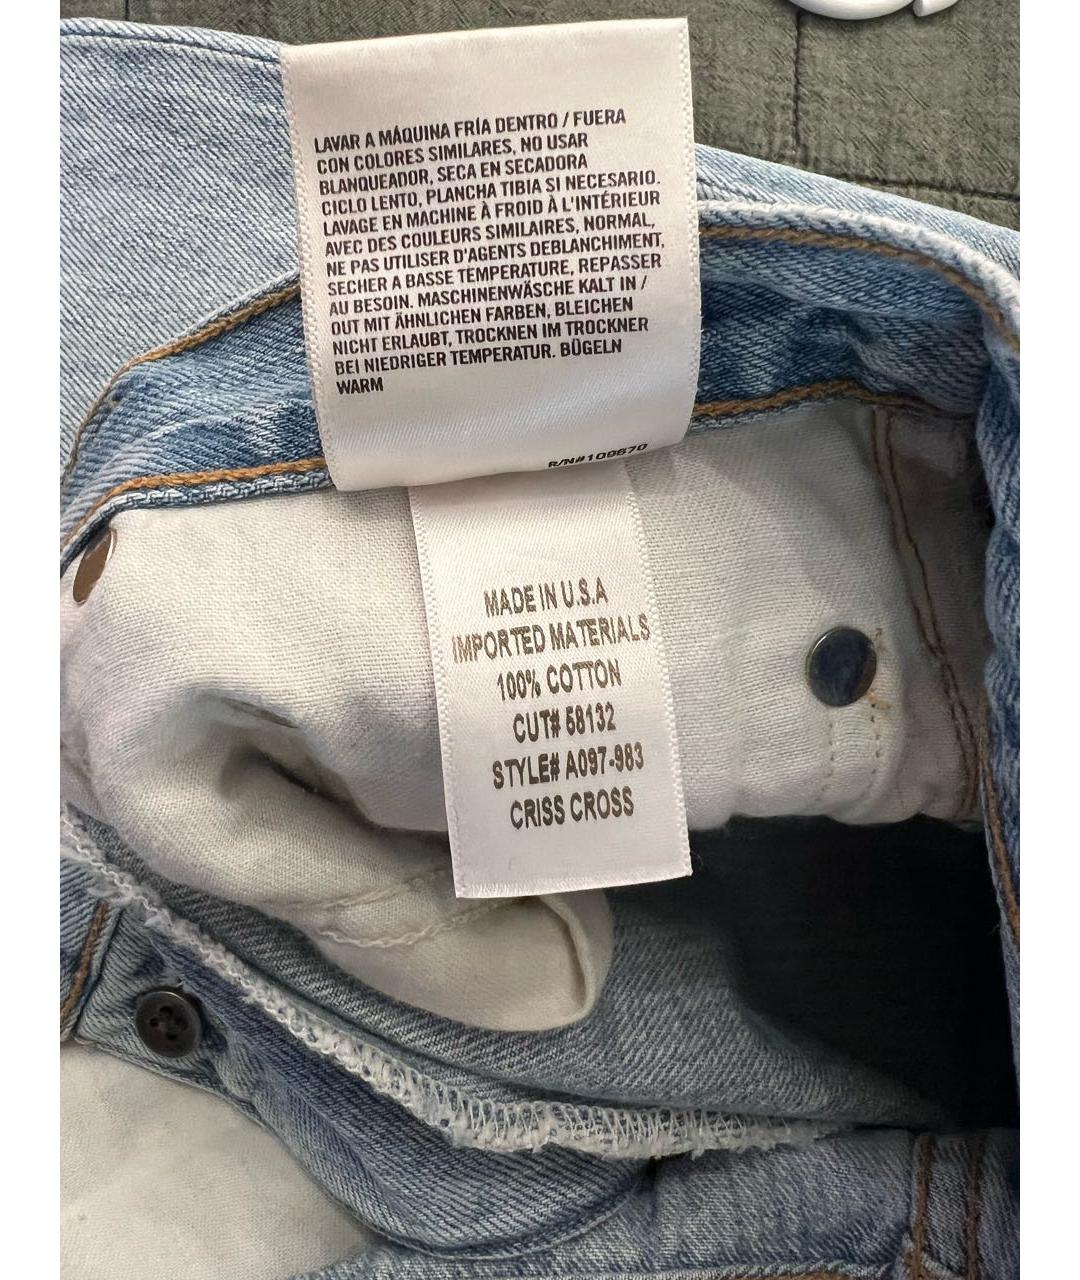 LAVAR A MÁQUINA FRÍA DENTRO / FUERA
CON COLORES SIMILARES, NO USAR
BLANQUEADOR, SECA EN SECADORA
CICLO LENTO, PLANCHA TIBIA SI NECESARIO.
LAVAGE EN MACHINE À FROID À L'INTÉRIEUR
AVEC DES COULEURS SIMILAIRES, NORMAL,
NE PAS UTILISER D'AGENTS DEBLANCHIMENT,
SECHER A BASSE TEMPERATURE, REPASSER
AU BESOIN. MASCHINENWÄSCHE KALT IN /
OUT MIT ÄHNLICHEN FARBEN, BLEICHEN
NICHT ERLAUBT, TROCKNEN IM TROCKNER
BEI NIEDRIGER TEMPERATUR. BÜGELN
WARM
R/N#109670
MADE IN U.S.A
IMPORTED MATERIALS
100% COTTON
CUT# 58132
STYLE# A097-983
CRISS CROSS